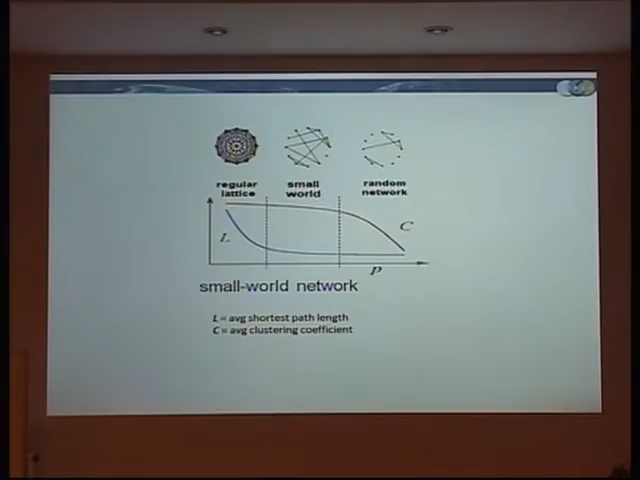 regular lattice
small world
random network
L
C
p
small-world network
L = avg shortest path length
C = avg clustering coefficient